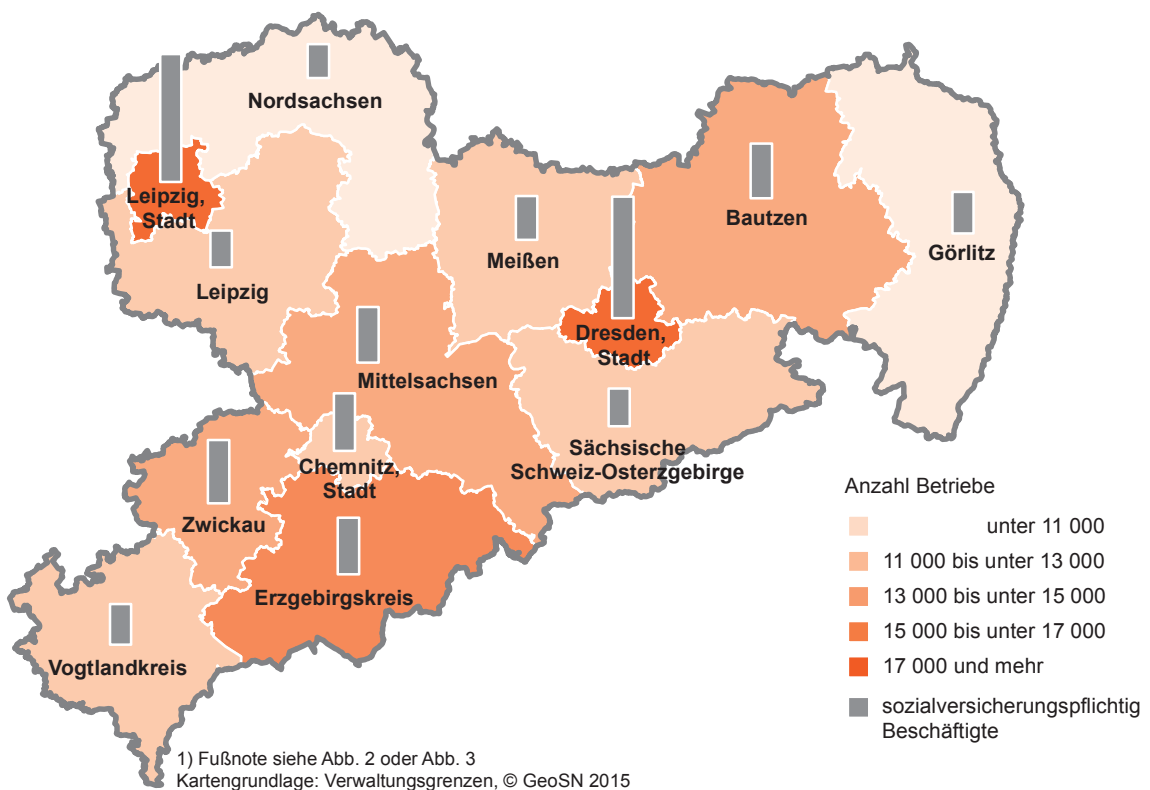 Nordsachsen
Leipzig,
Stadt
Leipzig
Meißen
Bautzen
Görlitz
Dresden,
Stadt
Mittelsachsen
Sächsische
Schweiz-Osterzgebirge
Chemnitz,
Stadt
Zwickau
Erzgebirgskreis
Vogtlandkreis
Anzahl Betriebe
unter 11 000
11 000 bis unter 13 000
13 000 bis unter 15 000
15 000 bis unter 17 000
17 000 und mehr
sozialversicherungspflichtig
Beschäftigte
1) Fußnote siehe Abb. 2 oder Abb. 3
Kartengrundlage: Verwaltungsgrenzen, © GeoSN 2015